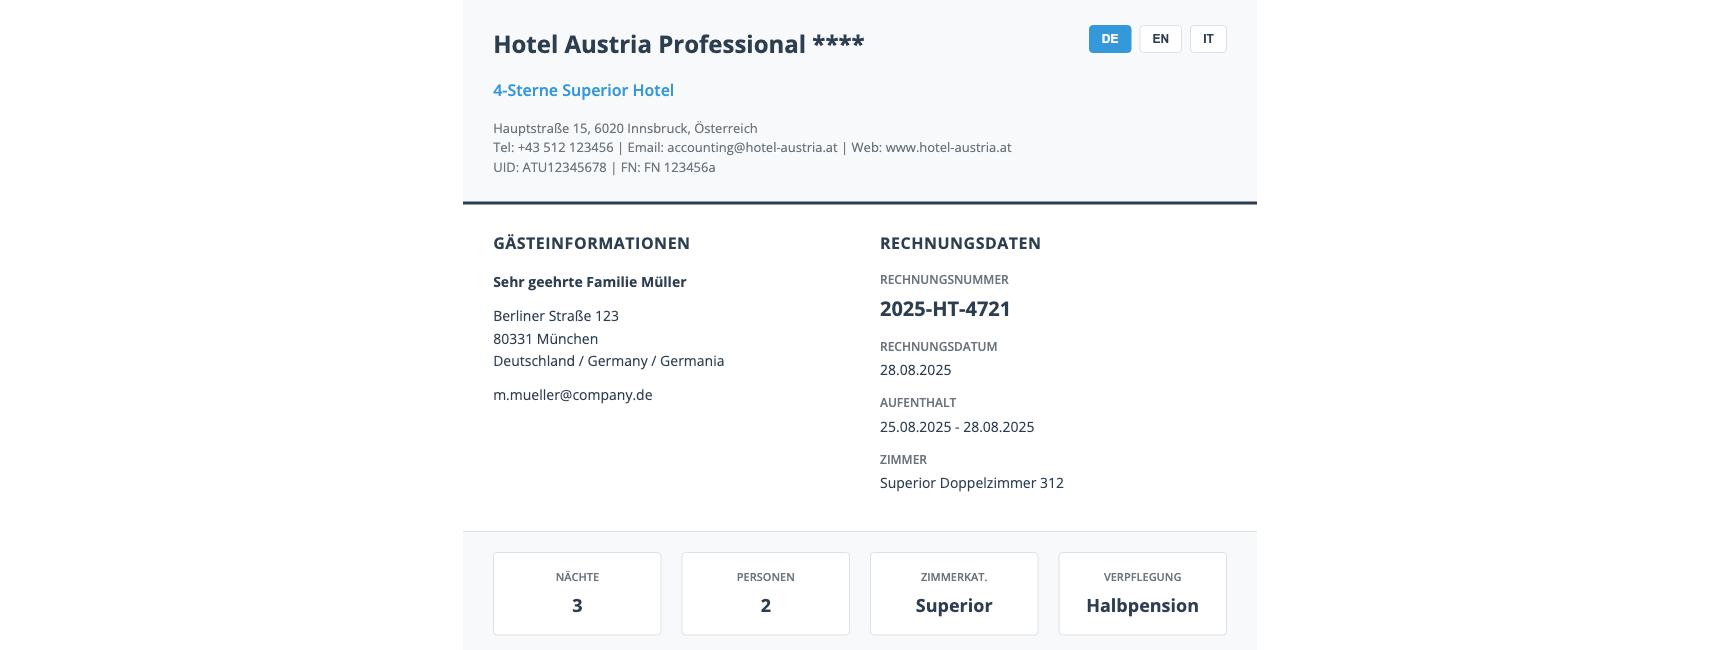 Hotel Austria Professional ****
DE EN IT
4-Sterne Superior Hotel
Hauptstraße 15, 6020 Innsbruck, Österreich
Tel: +43 512 123456 | Email: accounting@hotel-austria.at | Web: www.hotel-austria.at
UID: ATU12345678 | FN: FN 123456a
GÄSTEINFORMATIONEN
Sehr geehrte Familie Müller
Berliner Straße 123
80331 München
Deutschland / Germany / Germania
m.mueller@company.de
RECHNUNGSDATEN
RECHNUNGSNUMMER
2025-HT-4721
RECHNUNGSDATUM
28.08.2025
AUFENTHALT
25.08.2025 - 28.08.2025
ZIMMER
Superior Doppelzimmer 312
NÄCHTE
3
PERSONEN
2
ZIMMERKAT.
Superior
VERPFLEGUNG
Halbpension